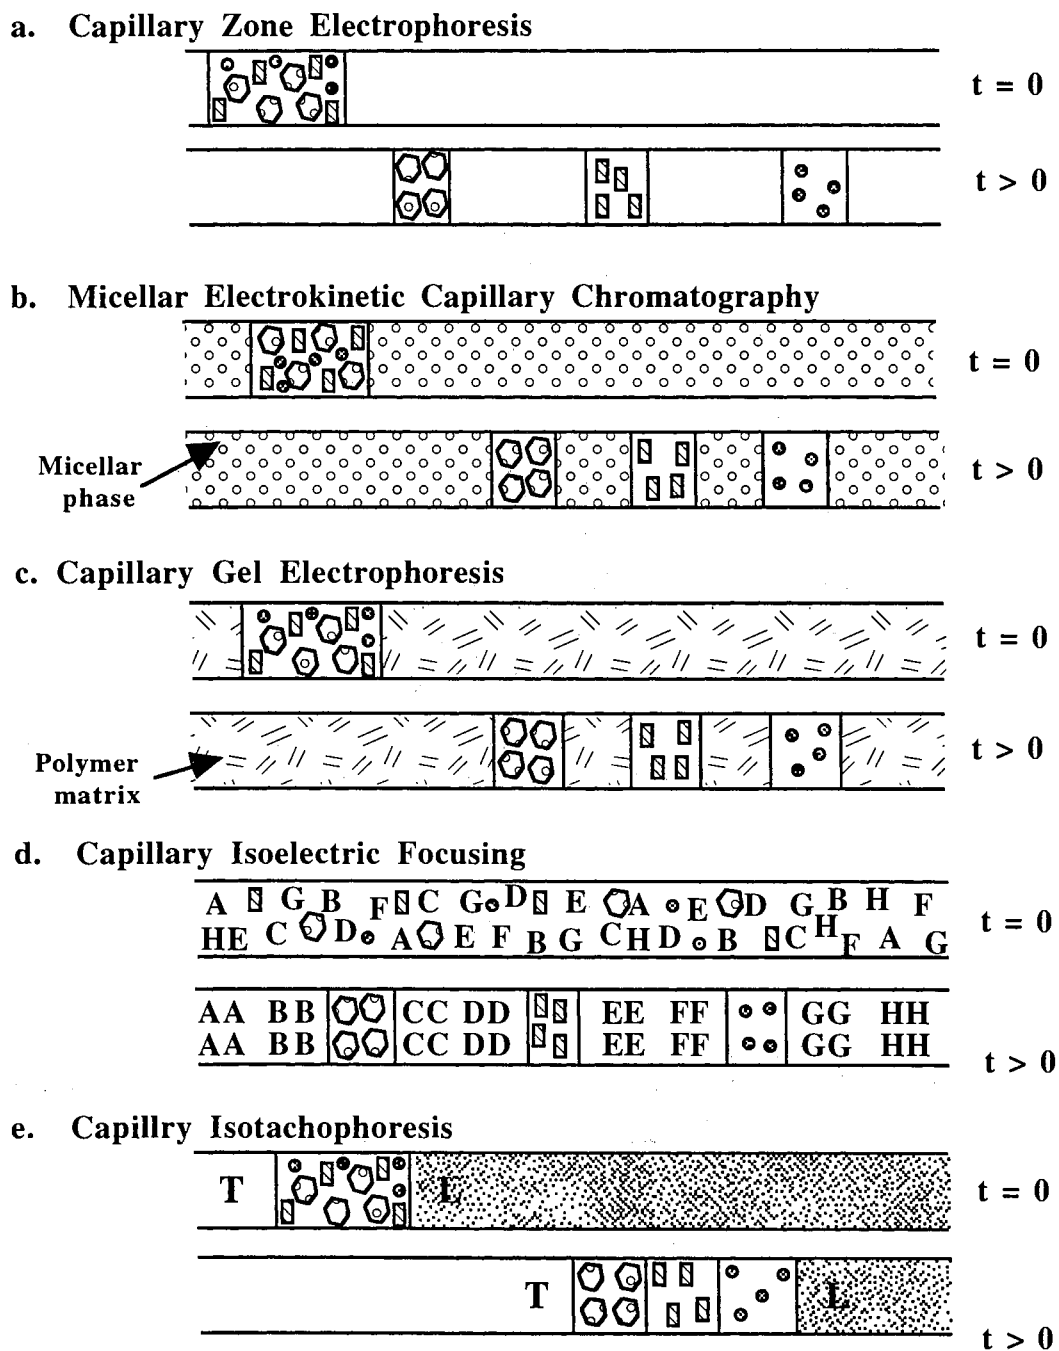 a. Capillary Zone Electrophoresis
t = 0
t > 0
b. Micellar Electrokinetic Capillary Chromatography
t = 0
Micellar
phase
t > 0
c. Capillary Gel Electrophoresis
t = 0
Polymer
matrix
t > 0
d. Capillary Isoelectric Focusing
A G B F C G D E A E D G B H F
HE C D A E F B G C H D B C H F A G
t = 0
AA BB CC DD EE FF GG HH
AA BB CC DD EE FF GG HH
t > 0
e. Capillry Isotachophoresis
T L
t = 0
T L
t > 0